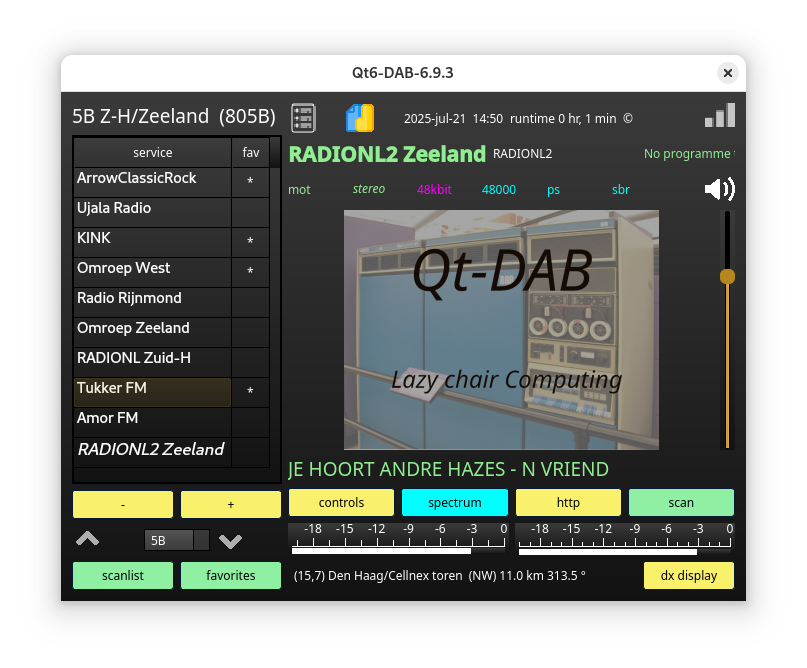 Qt6-DAB-6.9.3
5B Z-H/Zeeland (805B)
2025-jul-21 14:50 runtime 0 hr, 1 min ©
service fav
RADIONL2 Zeeland RADIONL2 No programme
mot stereo 48kbit 48000 ps sbr
ArrowClassicRock *
Ujala Radio
KINK *
Omroep West *
Radio Rijnmond
Omroep Zeeland
RADIONL Zuid-H
Tukker FM *
Amor FM
RADIONL2 Zeeland
Qt-DAB
Lazy chair Computing
JE HOORT ANDRE HAZES - N VRIEND
- +
controls spectrum http scan
-18 -15 -12 -9 -6 -3 0 -18 -15 -12 -9 -6 -3 0
5B
scanlist favorites
(15,7) Den Haag/Cellnex toren (NW) 11.0 km 313.5 °
dx display